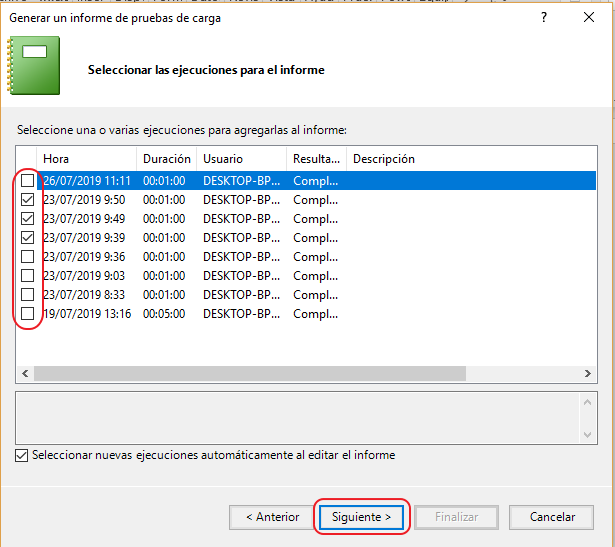 Generar un informe de pruebas de carga
Seleccionar las ejecuciones para el informe
Seleccione una o varias ejecuciones para agregarlas al informe:
Hora Duración Usuario Resulta... Descripción
26/07/2019 11:11 00:01:00 DESKTOP-BP... Compl...
23/07/2019 9:50 00:01:00 DESKTOP-BP... Compl...
23/07/2019 9:49 00:01:00 DESKTOP-BP... Compl...
23/07/2019 9:39 00:01:00 DESKTOP-BP... Compl...
23/07/2019 9:36 00:01:00 DESKTOP-BP... Compl...
23/07/2019 9:03 00:01:00 DESKTOP-BP... Compl...
23/07/2019 8:33 00:01:00 DESKTOP-BP... Compl...
19/07/2019 13:16 00:05:00 DESKTOP-BP... Compl...
Seleccionar nuevas ejecuciones automáticamente al editar el informe
< Anterior Siguiente > Finalizar Cancelar